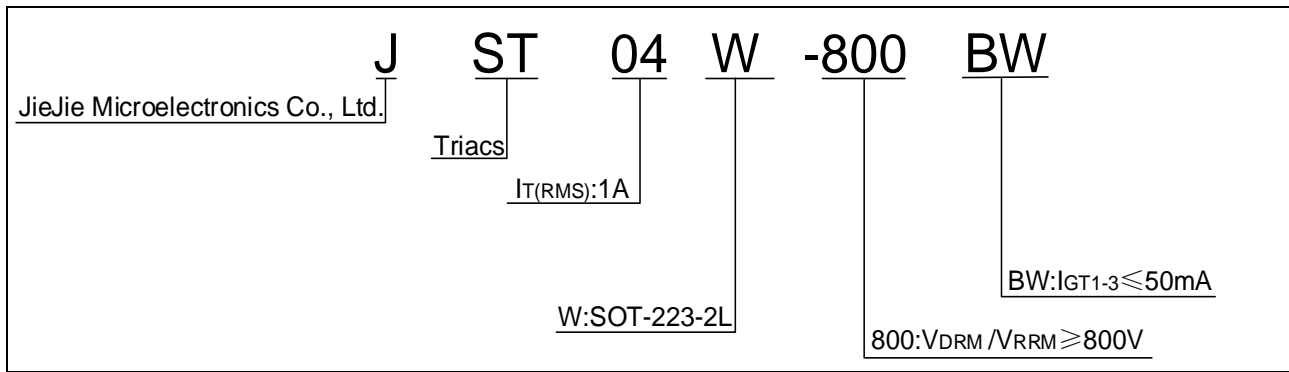 J ST 04 W -800 BW
JieJie Microelectronics Co., Ltd.
Triacs
IT(RMS):1A
BW:IGT1-3≤50mA
W:SOT-223-2L
800:VDRM /VRRM≥800V